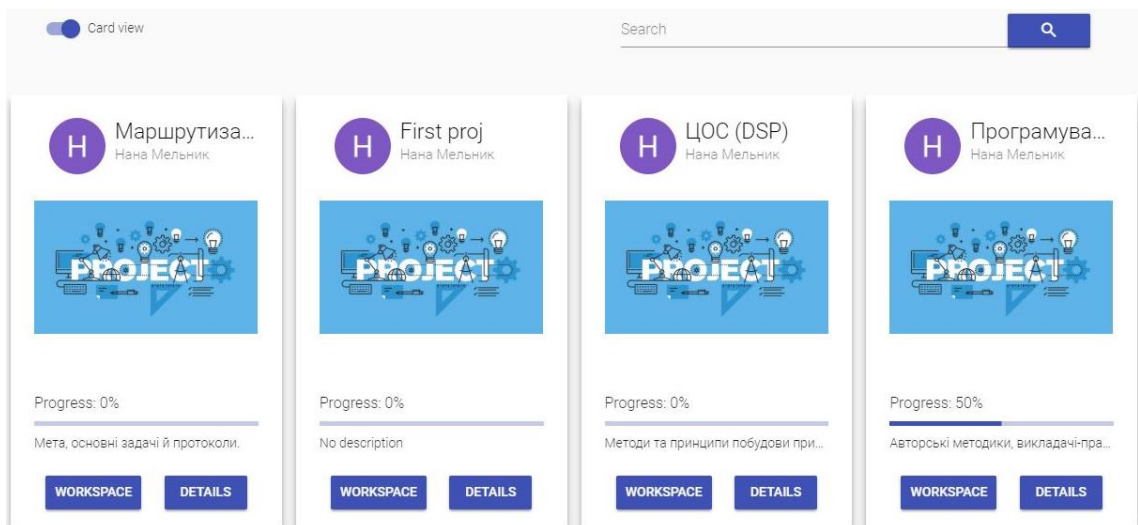 Card view
Search
Н
Маршрутиза...
Нана Мельник
PROJECT
Progress: 0%
Мета, основні задачі й протоколи.
WORKSPACE
DETAILS
Н
First proj
Нана Мельник
PROJECT
Progress: 0%
No description
WORKSPACE
DETAILS
Н
ЦОС (DSP)
Нана Мельник
PROJECT
Progress: 0%
Методи та принципи побудови при...
WORKSPACE
DETAILS
Н
Програмува...
Нана Мельник
PROJECT
Progress: 50%
Авторські методики, викладачі-пра...
WORKSPACE
DETAILS